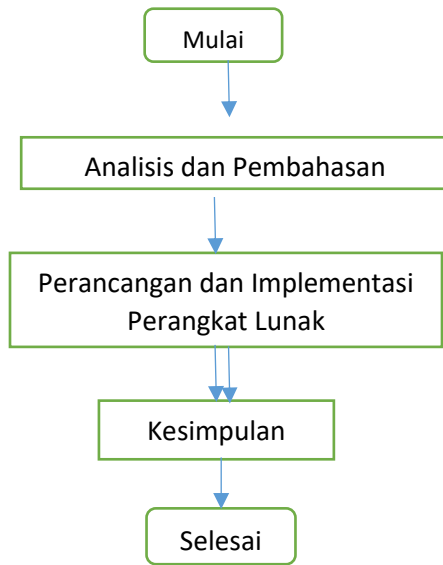 Mulai
Analisis dan Pembahasan
Perancangan dan Implementasi
Perangkat Lunak
Kesimpulan
Selesai